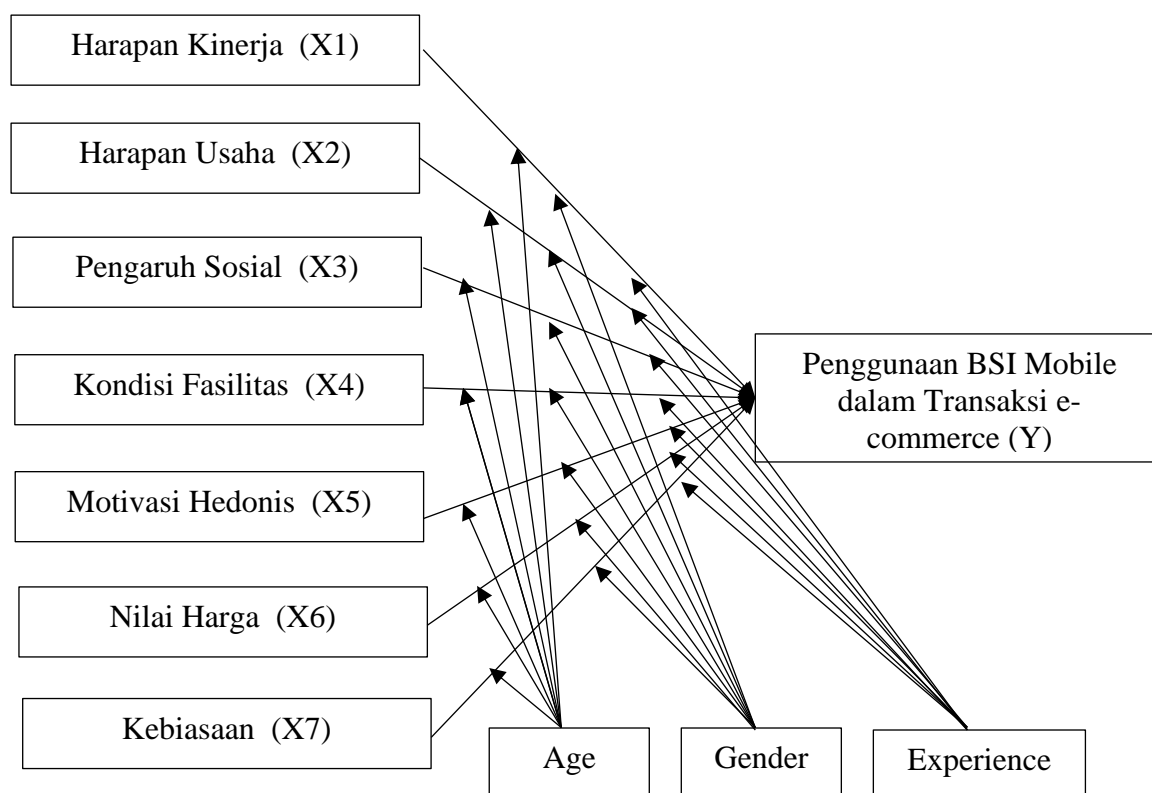 Harapan Kinerja (X1)
Harapan Usaha (X2)
Pengaruh Sosial (X3)
Kondisi Fasilitas (X4)
Motivasi Hedonis (X5)
Nilai Harga (X6)
Kebiasaan (X7)
Penggunaan BSI Mobile
dalam Transaksi e-
commerce (Y)
Age
Gender
Experience